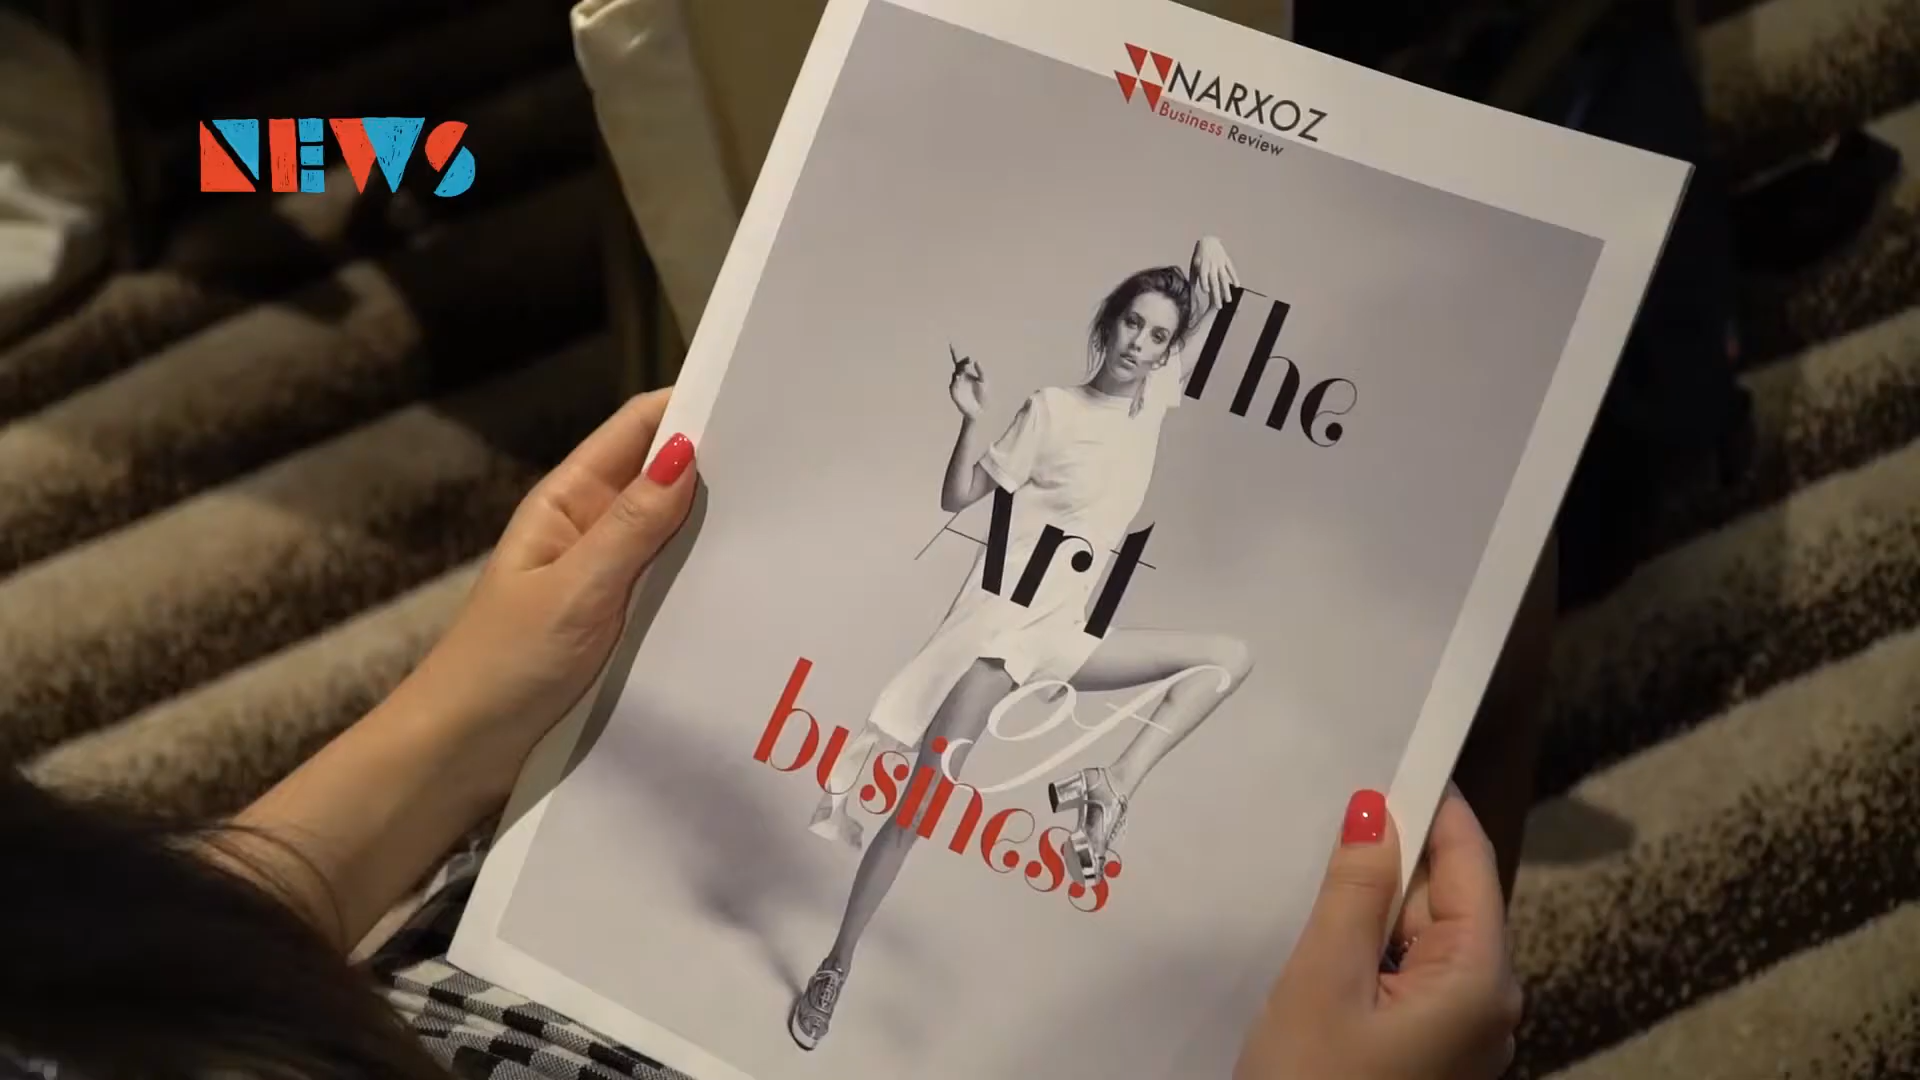 NEWS
NARXOZ
Business Review
The
Art
of
business